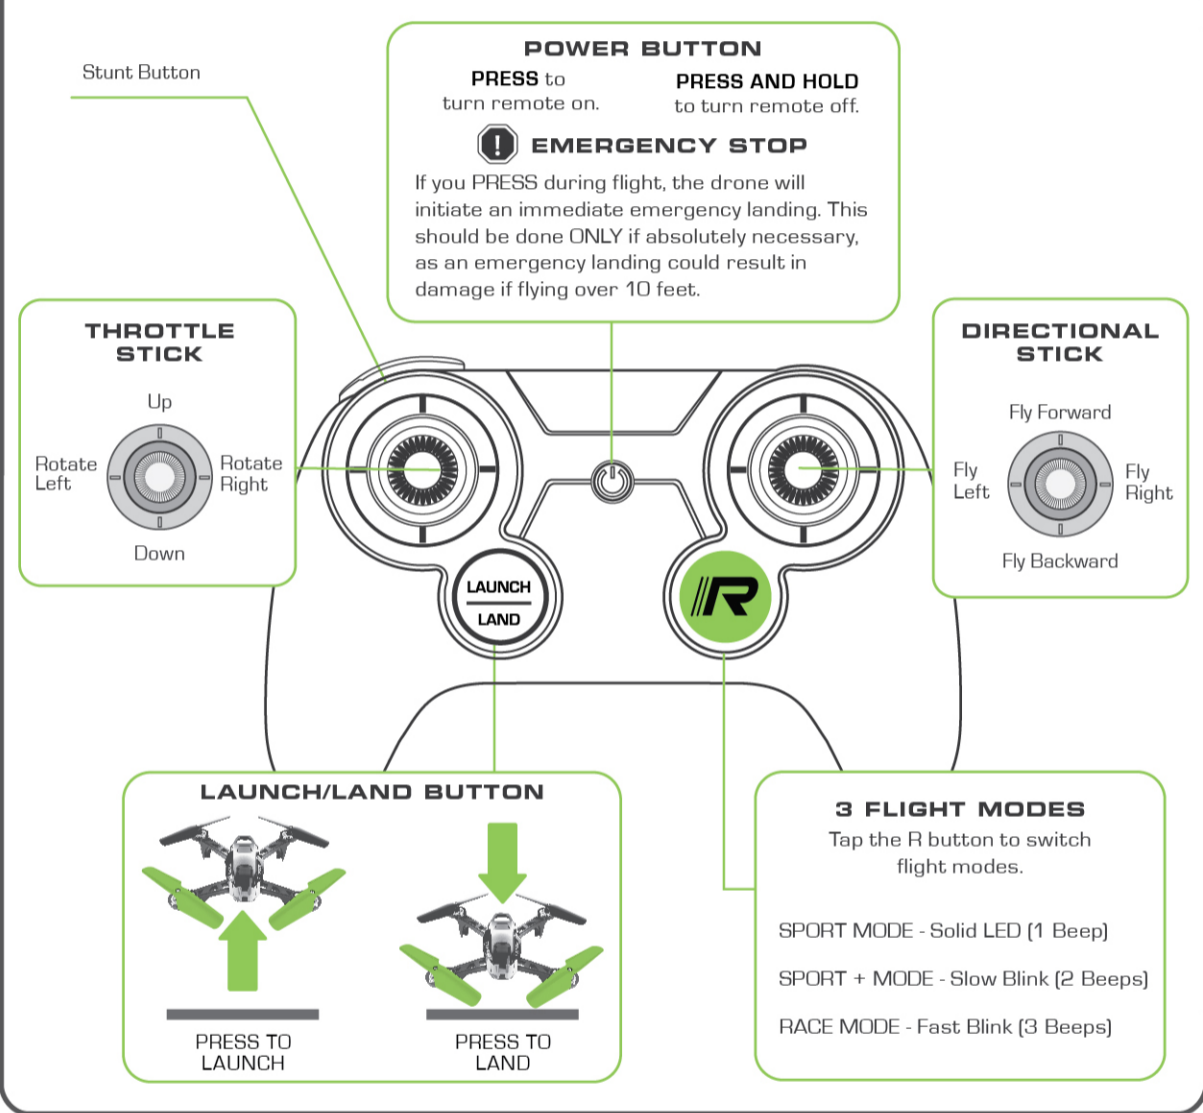 Stunt Button
POWER BUTTON
PRESS to
turn remote on.
PRESS AND HOLD
to turn remote off.
! EMERGENCY STOP
If you PRESS during flight, the drone will
initiate an immediate emergency landing. This
should be done ONLY if absolutely necessary,
as an emergency landing could result in
damage if flying over 10 feet.
THROTTLE
STICK
Up
Rotate
Left
Rotate
Right
Down
DIRECTIONAL
STICK
Fly Forward
Fly
Left
Fly
Right
Fly Backward
LAUNCH
LAND
R
LAUNCH/LAND BUTTON
PRESS TO
LAUNCH
PRESS TO
LAND
3 FLIGHT MODES
Tap the R button to switch
flight modes.
SPORT MODE - Solid LED (1 Beep)
SPORT + MODE - Slow Blink (2 Beeps)
RACE MODE - Fast Blink (3 Beeps)